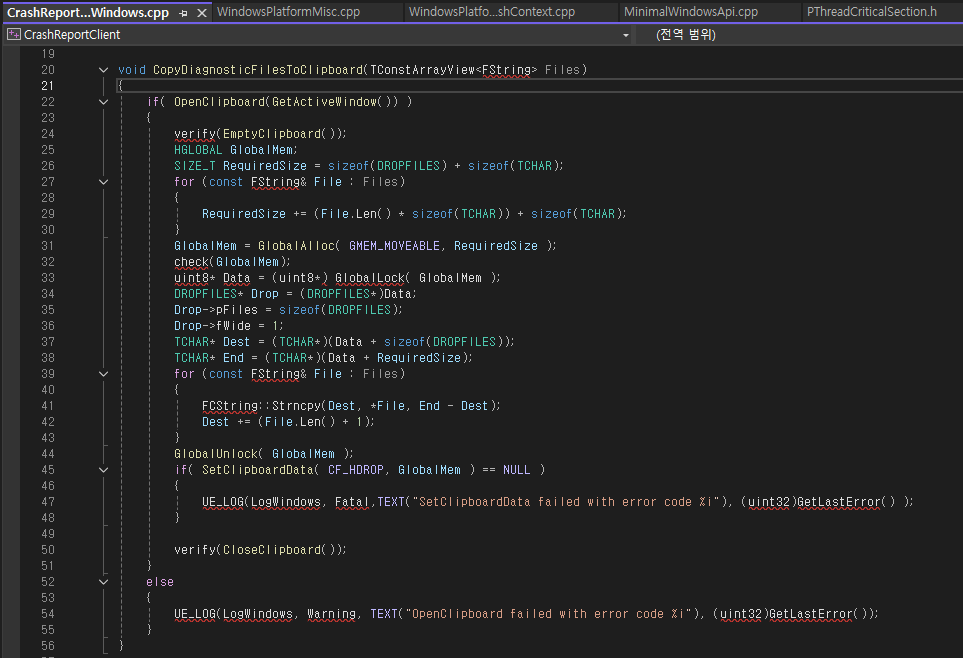 CrashReport...Windows.cpp WindowsPlatformMisc.cpp WindowsPlatfo...shContext.cpp MinimalWindowsApi.cpp PThreadCriticalSection.h
CrashReportClient (전역 범위)
19
20 void CopyDiagnosticFilesToClipboard(TConstArrayView<FString> Files)
21 {
22 if( OpenClipboard(GetActiveWindow()) )
23 {
24 verify(EmptyClipboard());
25 HGLOBAL GlobalMem;
26 SIZE_T RequiredSize = sizeof(DROPFILES) + sizeof(TCHAR);
27 for (const FString& File : Files)
28 {
29 RequiredSize += (File.Len() * sizeof(TCHAR)) + sizeof(TCHAR);
30 }
31 GlobalMem = GlobalAlloc( GMEM_MOVEABLE, RequiredSize );
32 check(GlobalMem);
33 uint8* Data = (uint8*) GlobalLock( GlobalMem );
34 DROPFILES* Drop = (DROPFILES*)Data;
35 Drop->pFiles = sizeof(DROPFILES);
36 Drop->fWide = 1;
37 TCHAR* Dest = (TCHAR*)(Data + sizeof(DROPFILES));
38 TCHAR* End = (TCHAR*)(Data + RequiredSize);
39 for (const FString& File : Files)
40 {
41 FCString::Strncpy(Dest, *File, End - Dest);
42 Dest += (File.Len() + 1);
43 }
44 GlobalUnlock( GlobalMem );
45 if( SetClipboardData( CF_HDROP, GlobalMem ) == NULL )
46 {
47 UE_LOG(LogWindows, Fatal,TEXT("SetClipboardData failed with error code %i"), (uint32)GetLastError() );
48 }
49
50 verify(CloseClipboard());
51 }
52 else
53 {
54 UE_LOG(LogWindows, Warning, TEXT("OpenClipboard failed with error code %i"), (uint32)GetLastError());
55 }
56 }